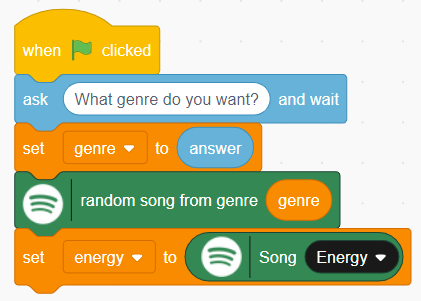 when clicked
ask What genre do you want? and wait
set genre to answer
random song from genre genre
set energy to Song Energy